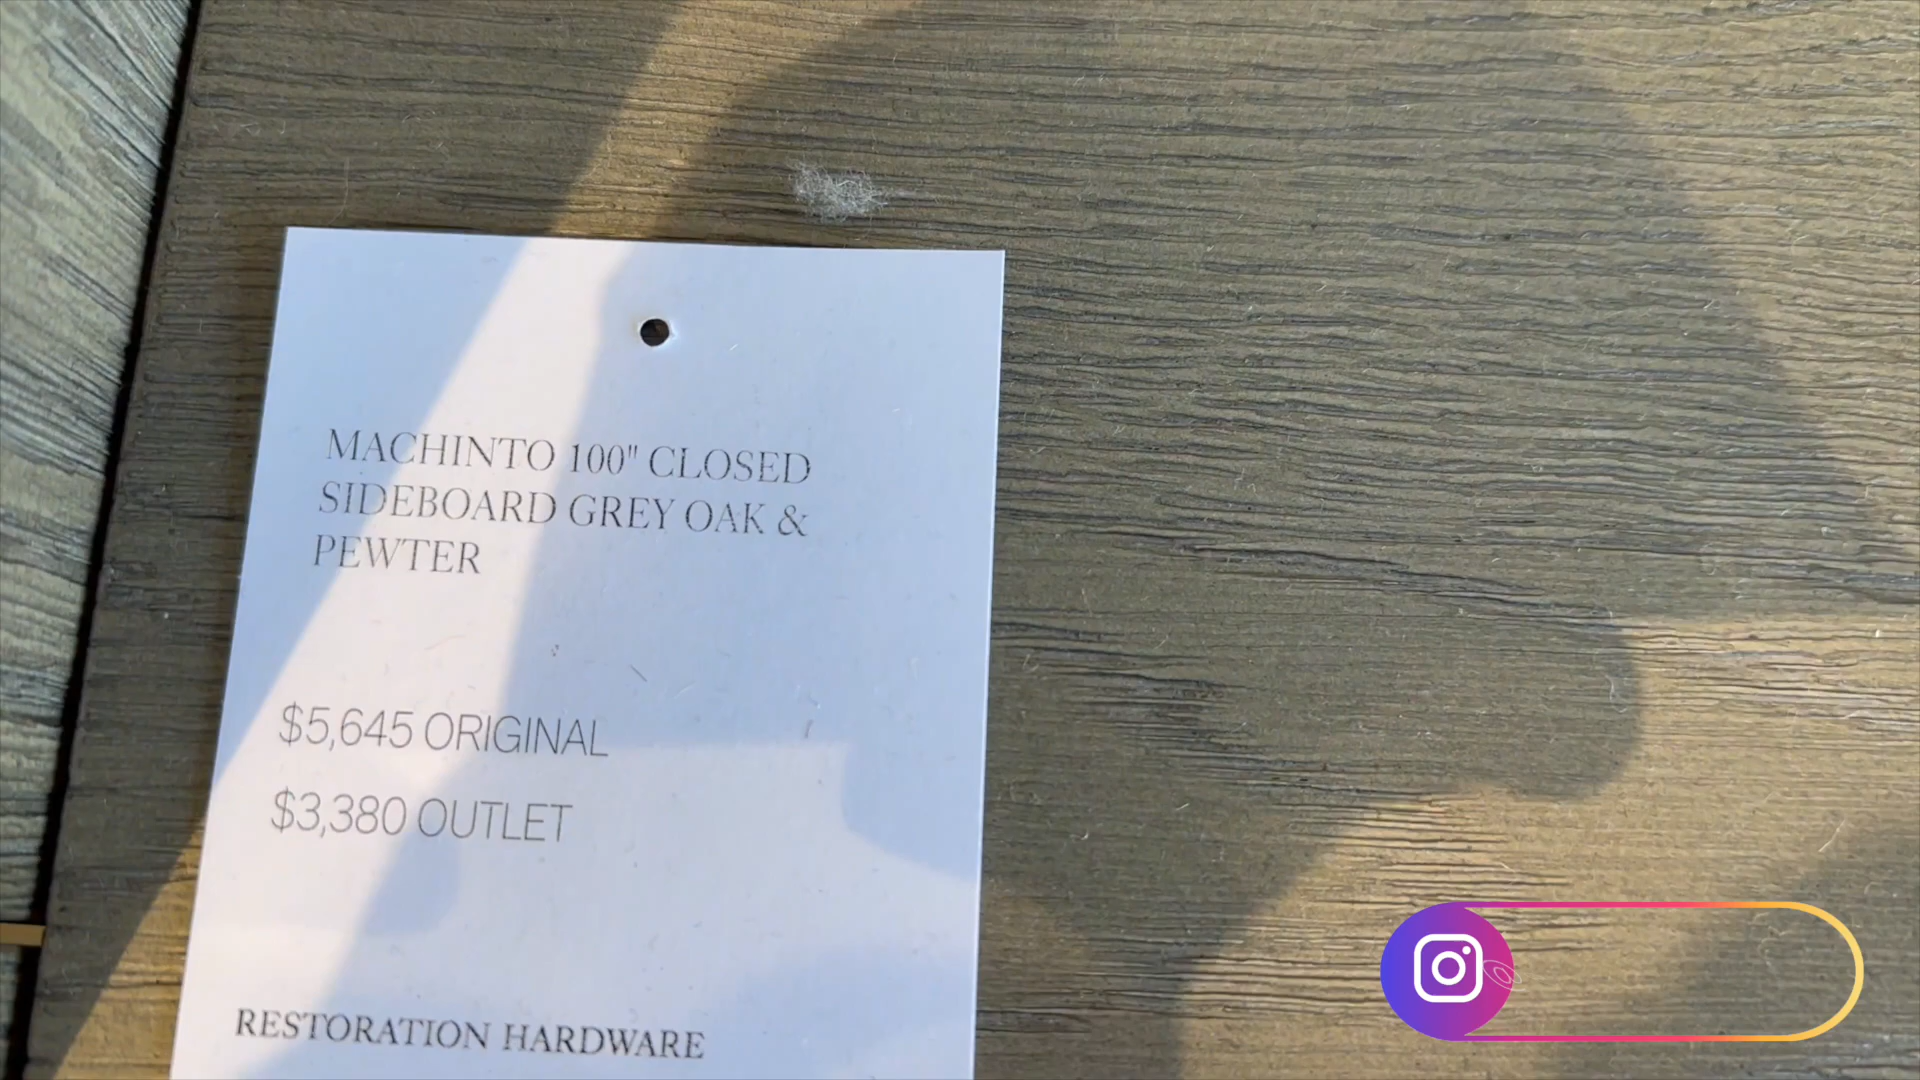 MACHINTO 100" CLOSED
SIDEBOARD GREY OAK &
PEWTER
$5,645 ORIGINAL
$3,380 OUTLET
RESTORATION HARDWARE